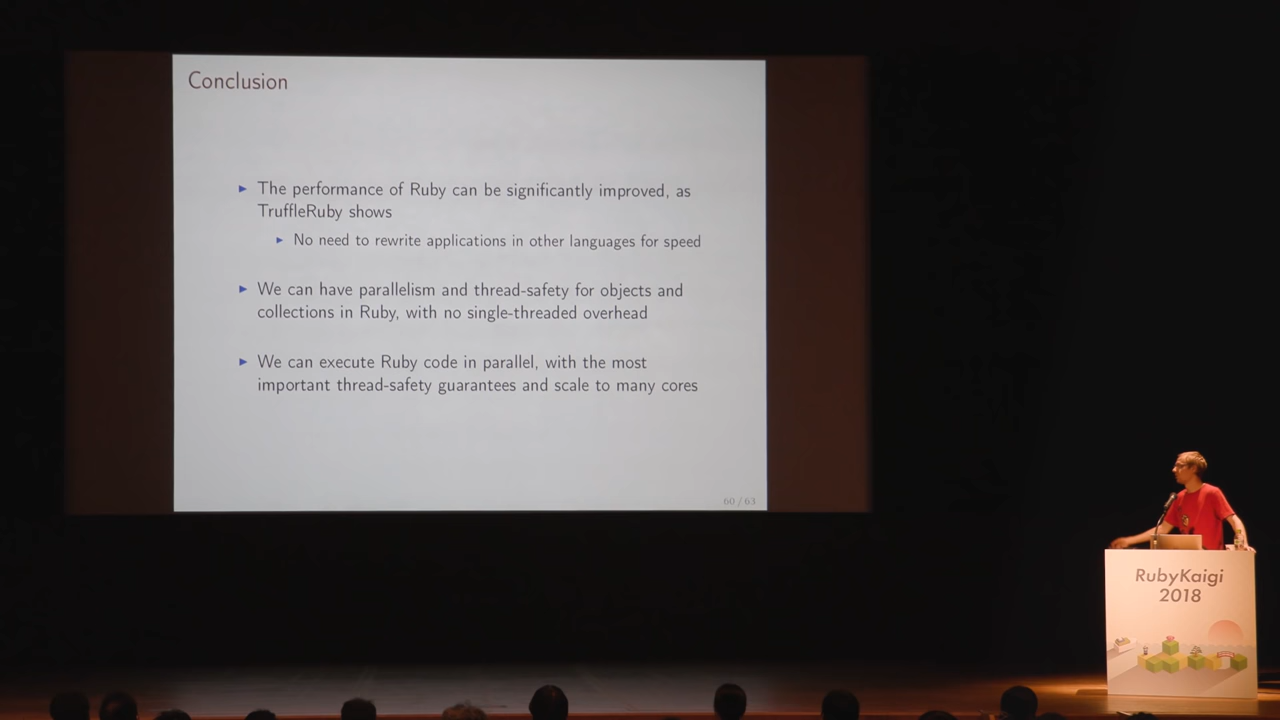 Conclusion
▶ The performance of Ruby can be significantly improved, as
TruffleRuby shows
▶ No need to rewrite applications in other languages for speed
▶ We can have parallelism and thread-safety for objects and
collections in Ruby, with no single-threaded overhead
▶ We can execute Ruby code in parallel, with the most
important thread-safety guarantees and scale to many cores
60 / 63
RubyKaigi
2018